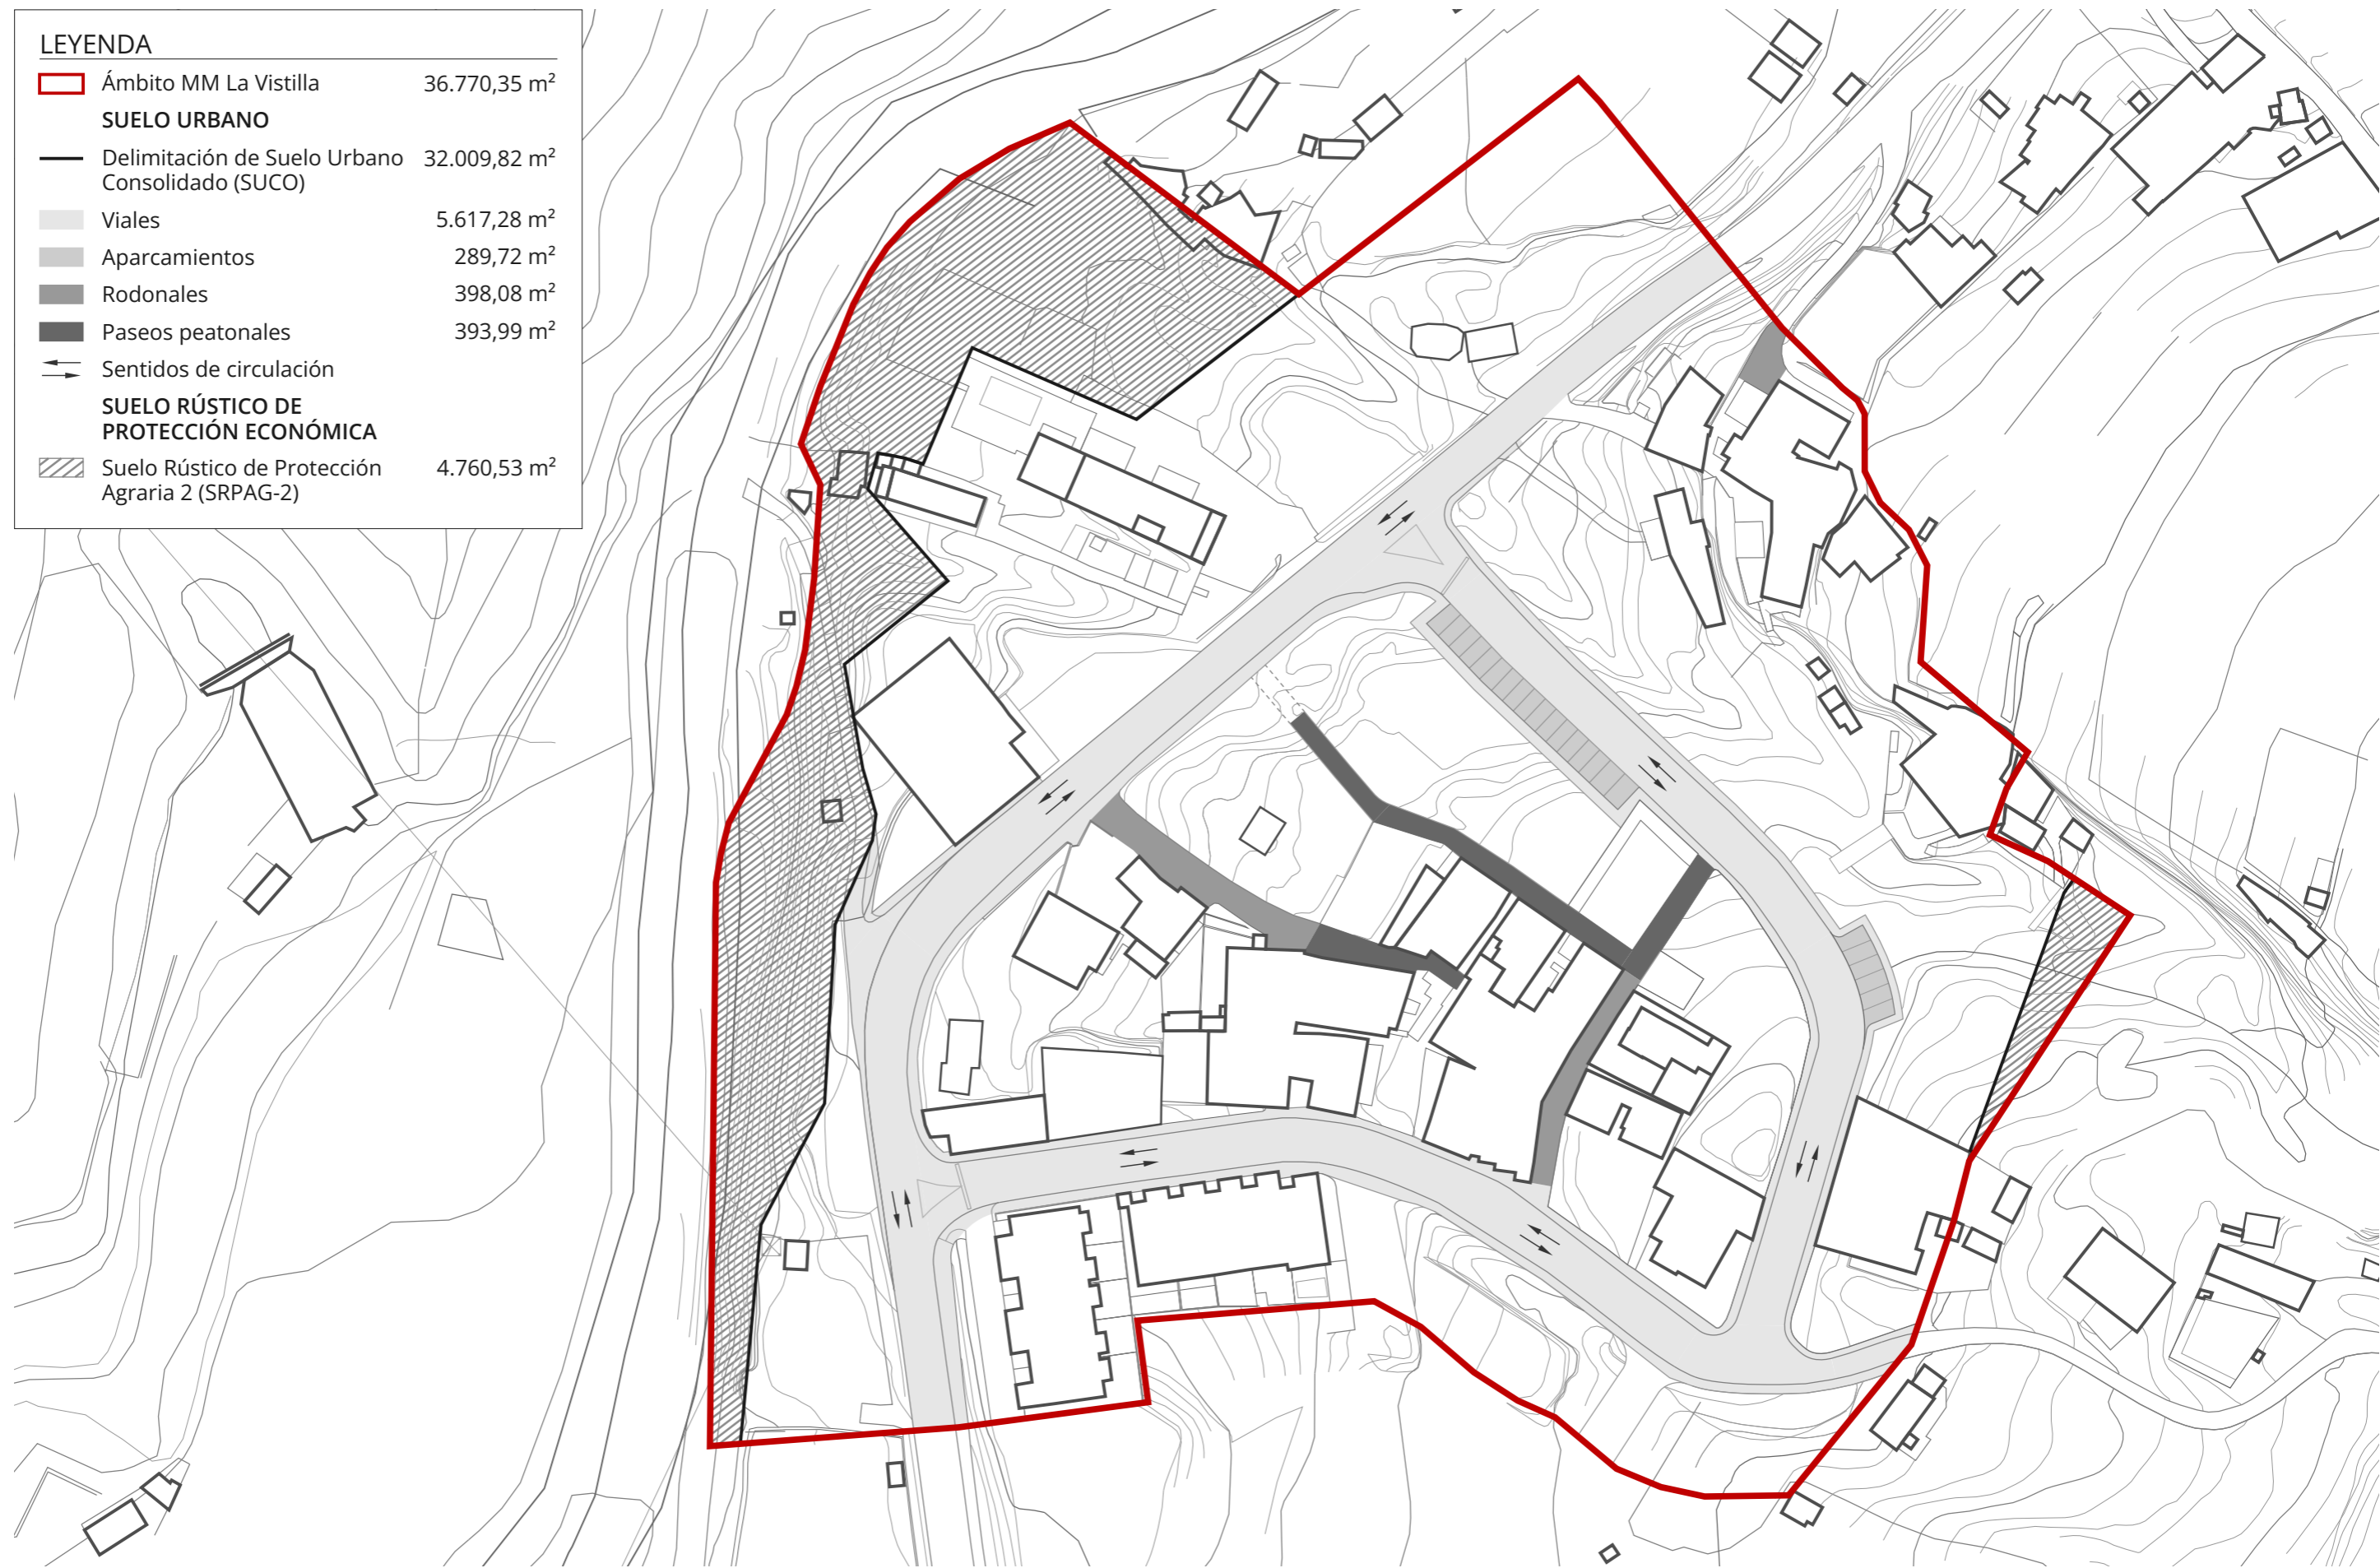 LEYENDA
Ámbito MM La Vistilla 36.770,35 m²
SUELO URBANO
Delimitación de Suelo Urbano 32.009,82 m²
Consolidado (SUCO)
Viales 5.617,28 m²
Aparcamientos 289,72 m²
Rodonales 398,08 m²
Paseos peatonales 393,99 m²
Sentidos de circulación
SUELO RÚSTICO DE
PROTECCIÓN ECONÓMICA
Suelo Rústico de Protección 4.760,53 m²
Agraria 2 (SRPAG-2)